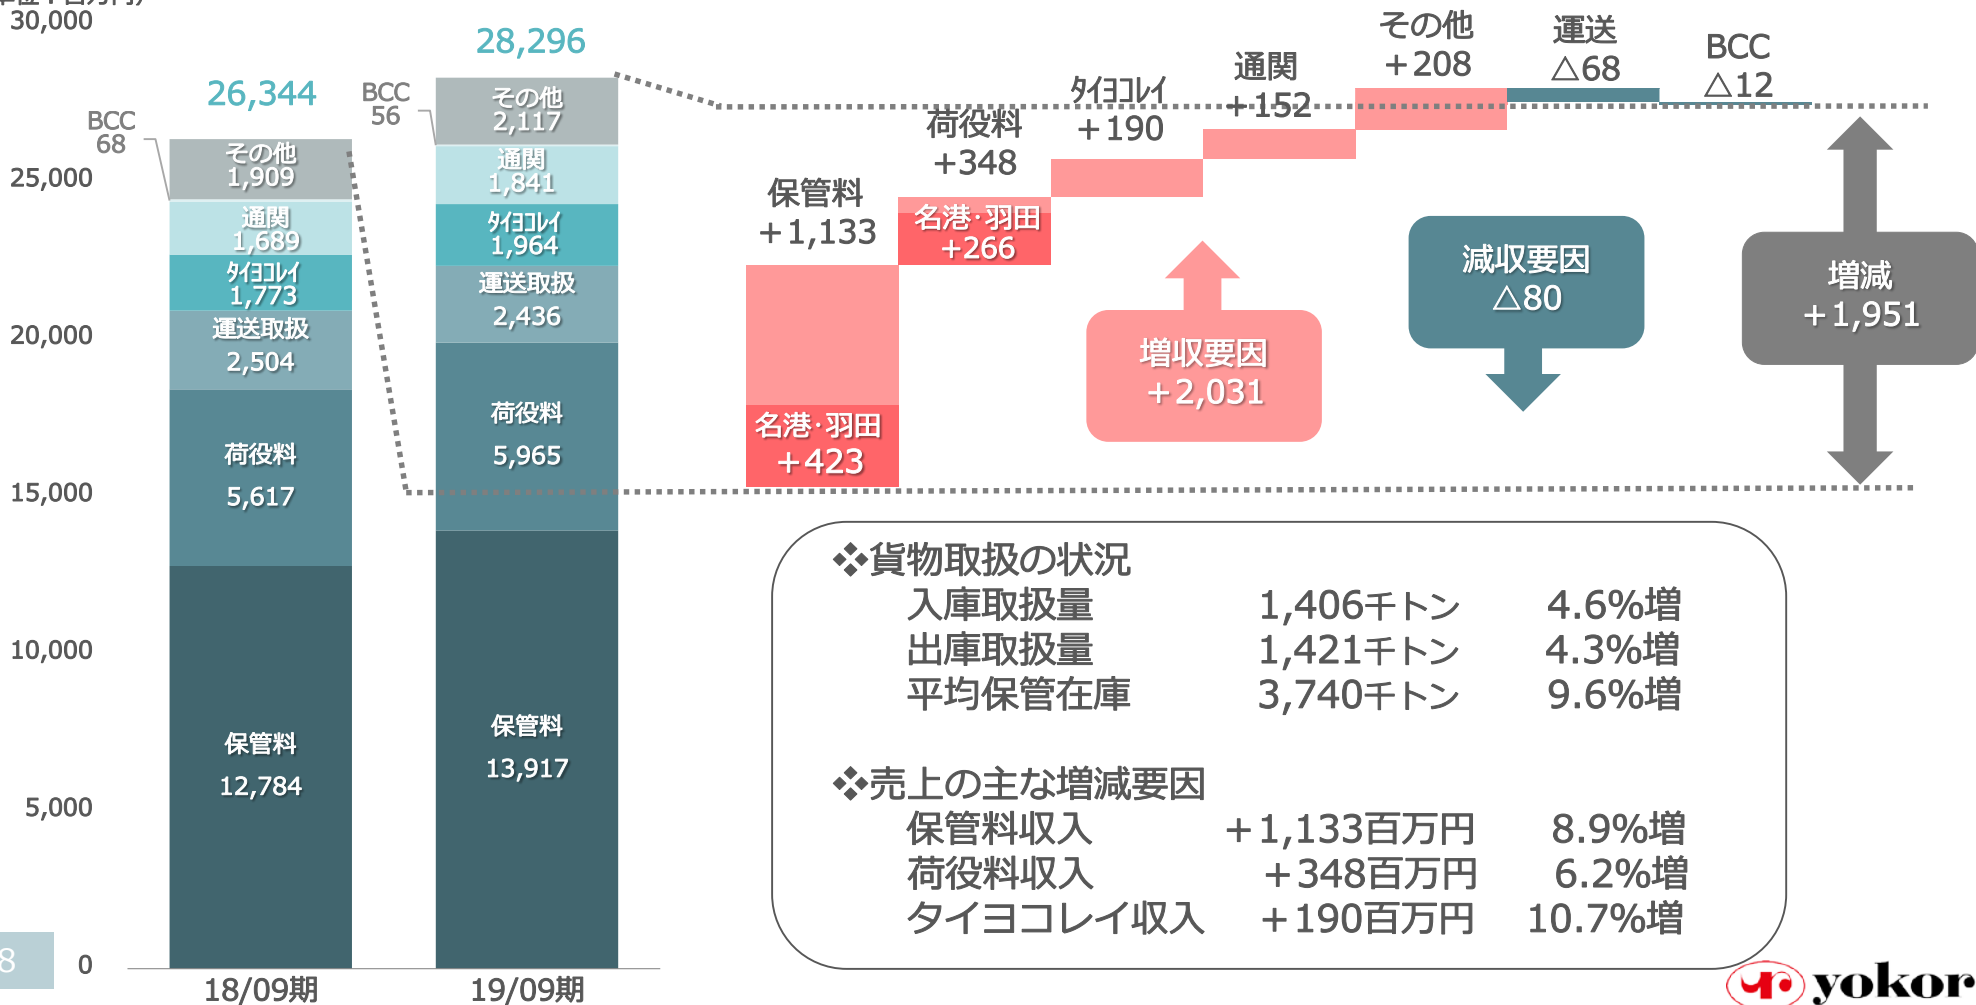 30,000
25,000
20,000
15,000
10,000
5,000
0
26,344
BCC
68
その他
1,909
通関
1,689
ﾀｲﾖｺﾚｲ
1,773
運送取扱
2,504
荷役料
5,617
保管料
12,784
18/09期
28,296
BCC
56
その他
2,117
通関
1,841
ﾀｲﾖｺﾚｲ
1,964
運送取扱
2,436
荷役料
5,965
保管料
13,917
19/09期
保管料
+1,133
名港･羽田
+423
荷役料
+348
名港･羽田
+266
ﾀｲﾖｺﾚｲ
+190
通関
+152
その他
+208
運送
△68
BCC
△12
増収要因
+2,031
減収要因
△80
増減
+1,951
❖貨物取扱の状況
入庫取扱量 1,406千トン 4.6%増
出庫取扱量 1,421千トン 4.3%増
平均保管在庫 3,740千トン 9.6%増
❖売上の主な増減要因
保管料収入 +1,133百万円 8.9%増
荷役料収入 +348百万円 6.2%増
タイヨコレイ収入 +190百万円 10.7%増
8
yokor